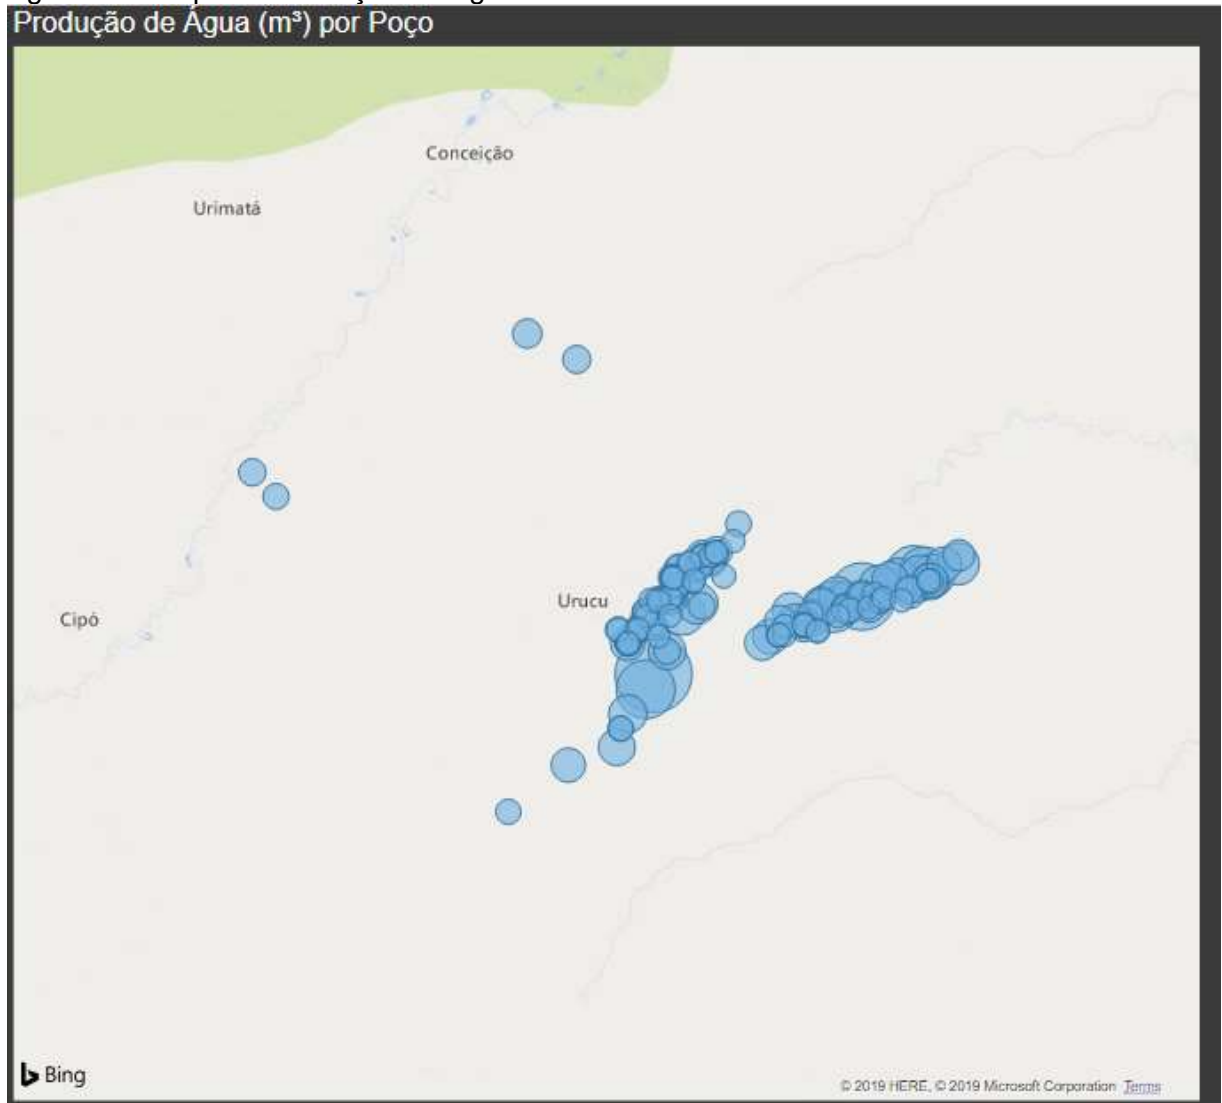 Produção de Água (m³) por Poço
Conceição
Urimatá
Urucu
Cipó
Bing
© 2019 HERE, © 2019 Microsoft Corporation Terms